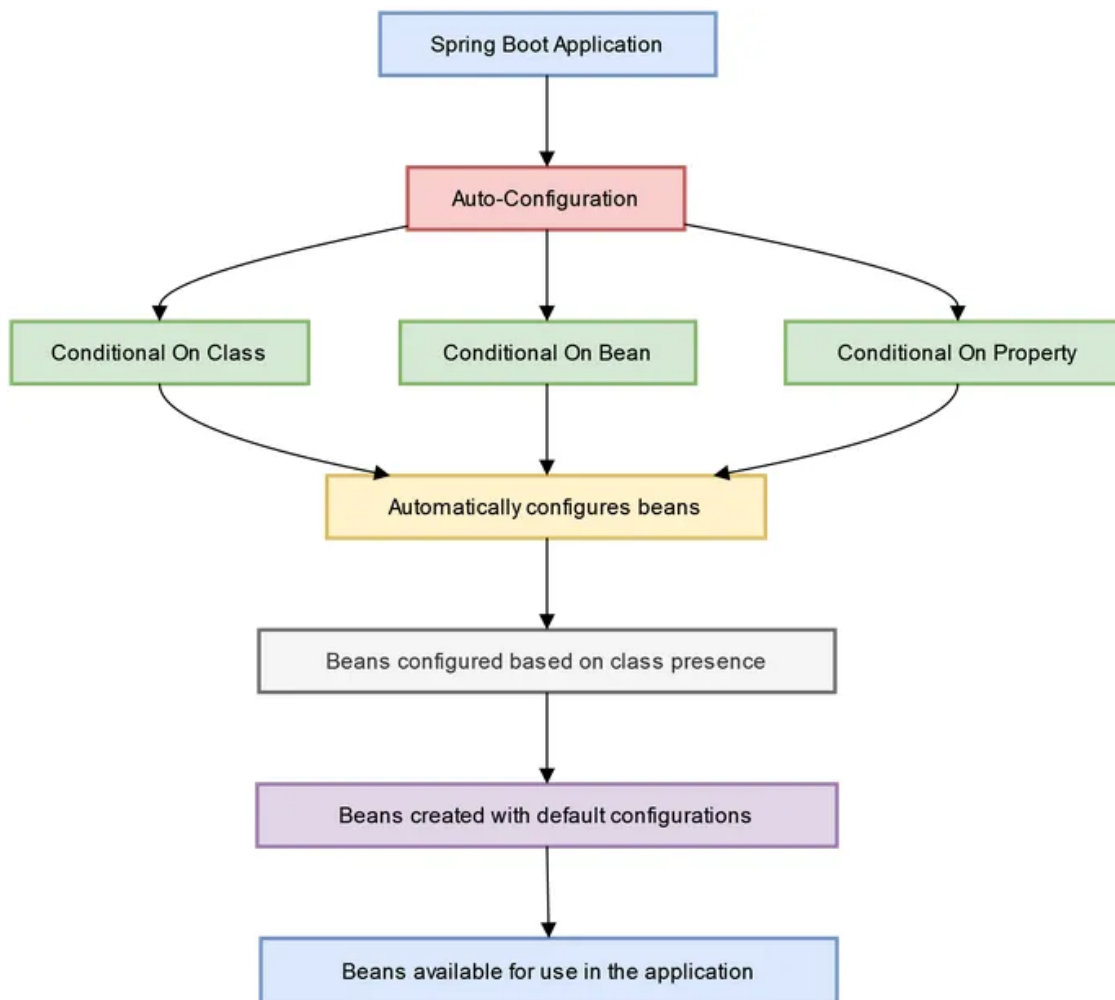 Spring Boot Application
Auto-Configuration
Conditional On Class
Conditional On Bean
Conditional On Property
Automatically configures beans
Beans configured based on class presence
Beans created with default configurations
Beans available for use in the application